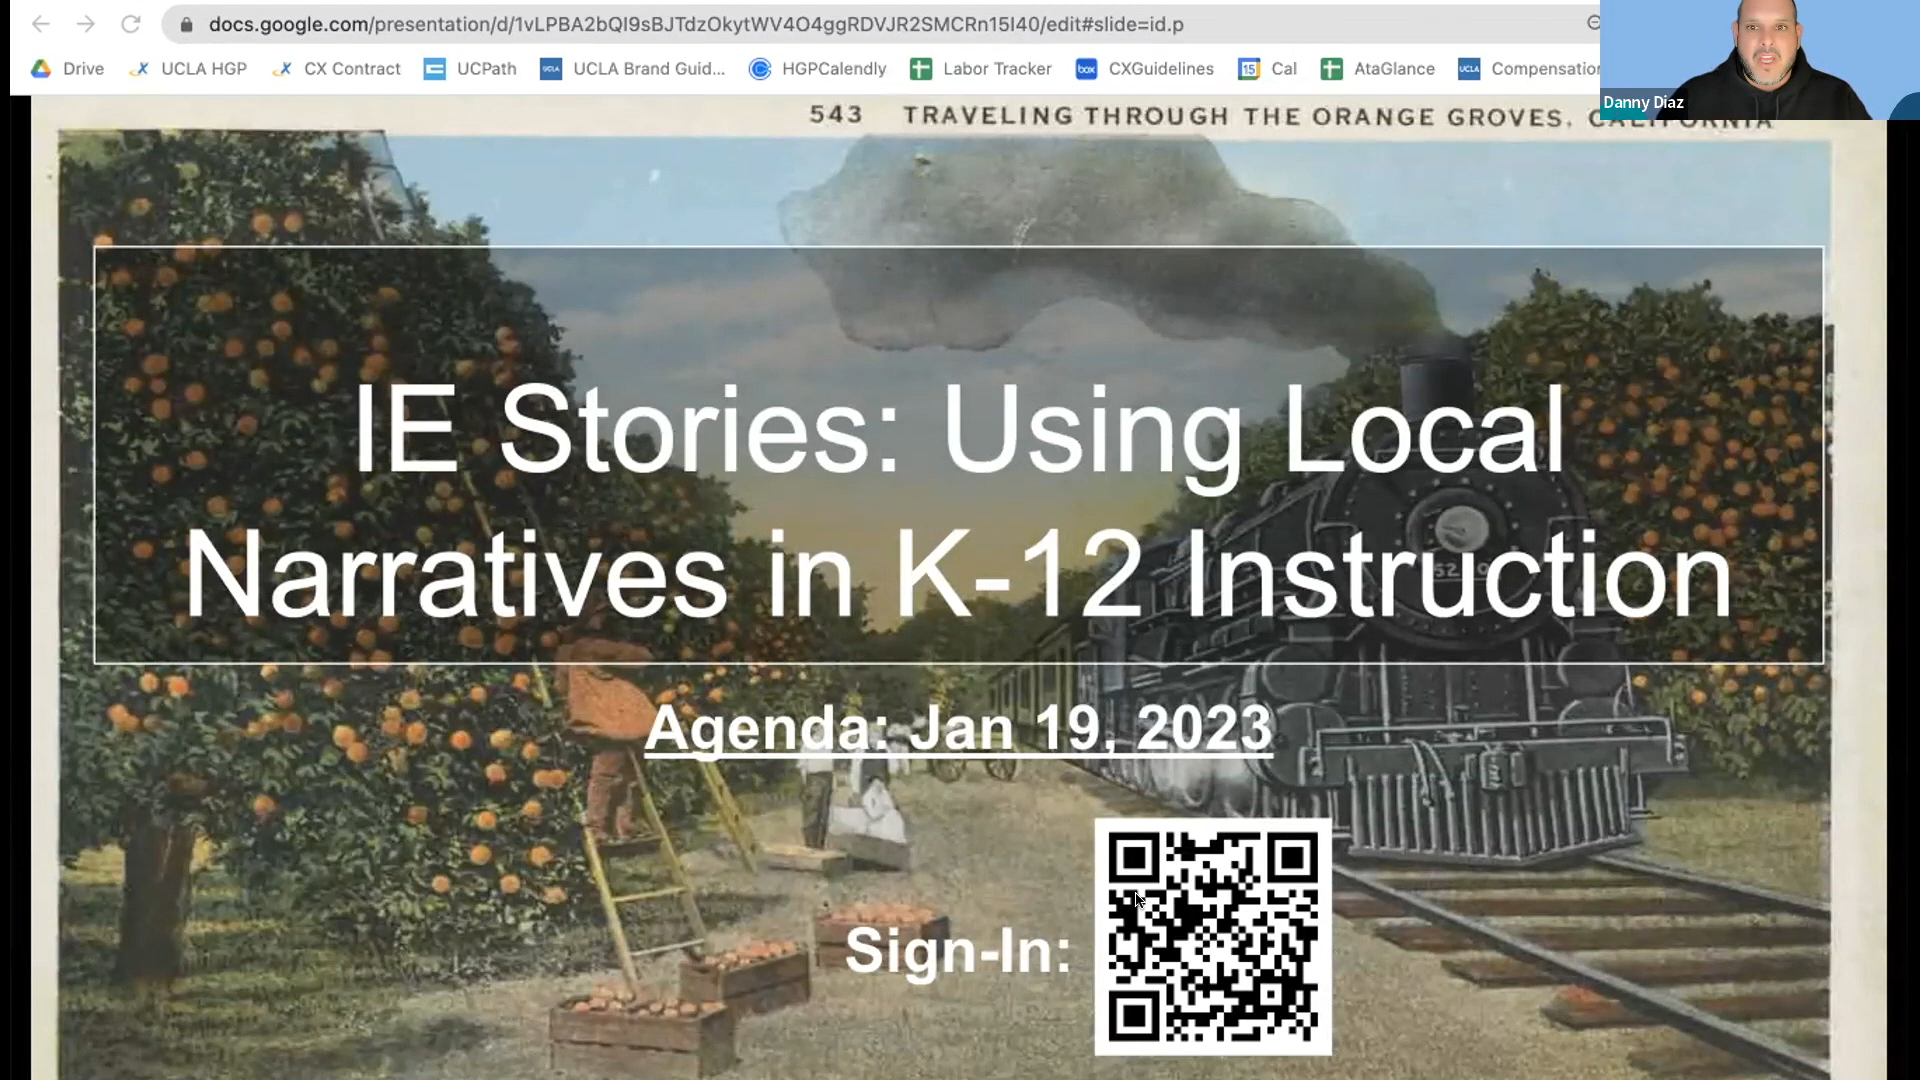 docs.google.com/presentation/d/1vLPBA2bQI9sBJTdzOkytWV4O4ggRDVJR2SMCRn15I40/edit#slide=id.p
Drive UCLA HGP CX Contract UCPath UCLA Brand Guid... HGPCalendly Labor Tracker CXGuidelines Cal AtaGlance
Danny Diaz
543 TRAVELING THROUGH THE ORANGE GROVES, CALIFORNIA
IE Stories: Using Local
Narratives in K-12 Instruction
Agenda: Jan 19, 2023
Sign-In: